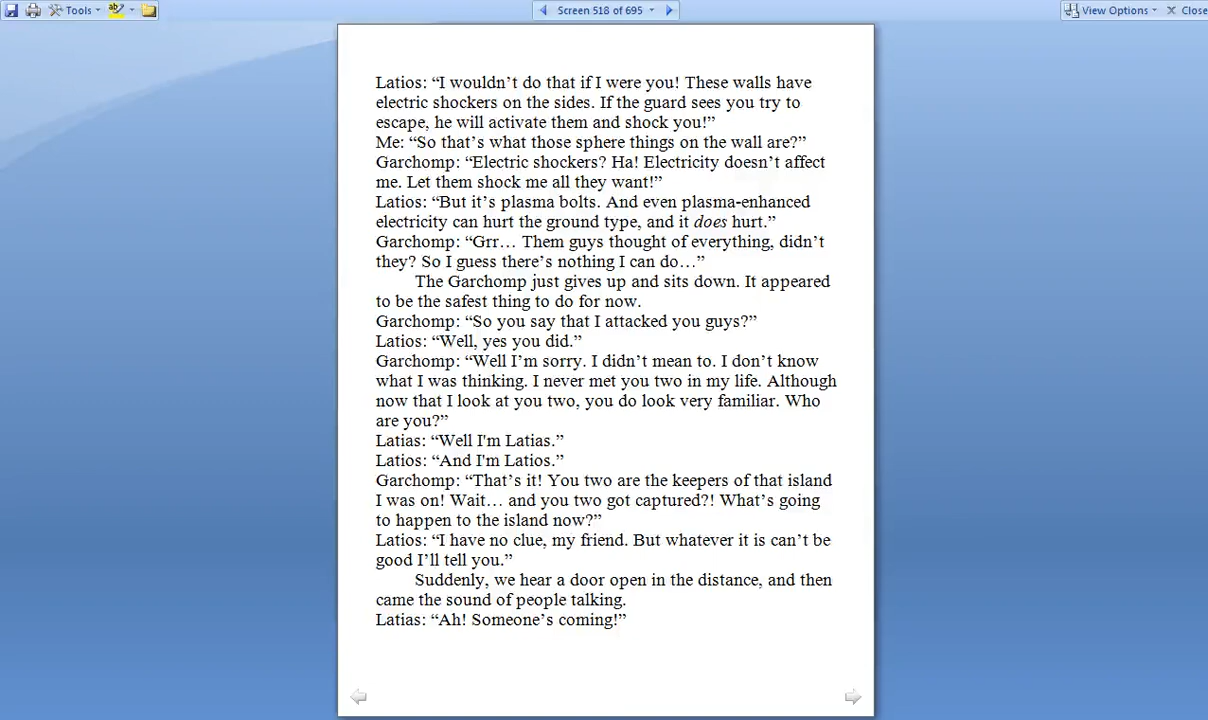 Tools
Screen 518 of 695
View Options
Close
Latios: “I wouldn’t do that if I were you! These walls have
electric shockers on the sides. If the guard sees you try to
escape, he will activate them and shock you!”
Me: “So that’s what those sphere things on the wall are?”
Garchomp: “Electric shockers? Ha! Electricity doesn’t affect
me. Let them shock me all they want!”
Latios: “But it’s plasma bolts. And even plasma-enhanced
electricity can hurt the ground type, and it does hurt.”
Garchomp: “Grr… Them guys thought of everything, didn’t
they? So I guess there’s nothing I can do…”
The Garchomp just gives up and sits down. It appeared
to be the safest thing to do for now.
Garchomp: “So you say that I attacked you guys?”
Latios: “Well, yes you did.”
Garchomp: “Well I’m sorry. I didn’t mean to. I don’t know
what I was thinking. I never met you two in my life. Although
now that I look at you two, you do look very familiar. Who
are you?”
Latias: “Well I'm Latias.”
Latios: “And I'm Latios.”
Garchomp: “That’s it! You two are the keepers of that island
I was on! Wait… and you two got captured?! What’s going
to happen to the island now?”
Latios: “I have no clue, my friend. But whatever it is can’t be
good I’ll tell you.”
Suddenly, we hear a door open in the distance, and then
came the sound of people talking.
Latias: “Ah! Someone’s coming!”